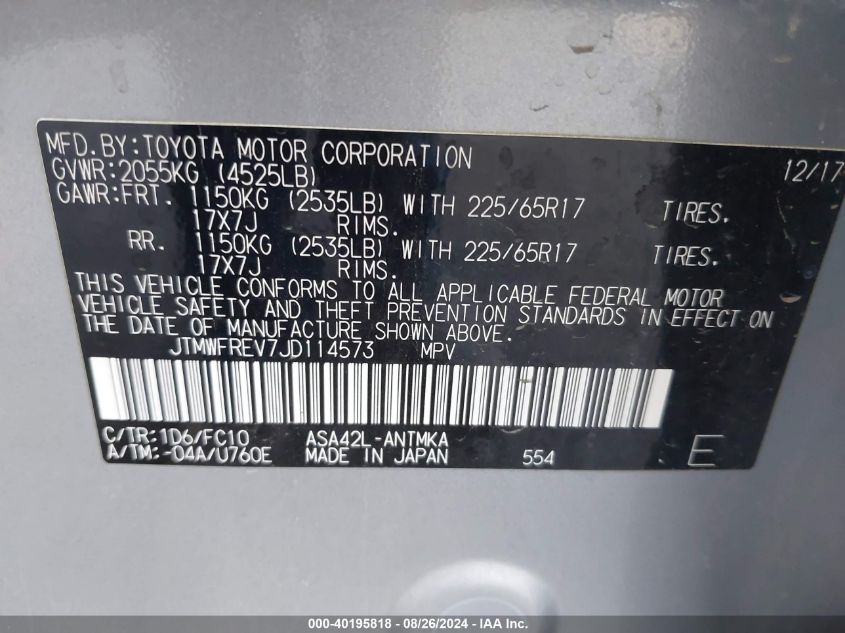 MFD.BY:TOYOTA MOTOR CORPORATION 12/17
GVWR:2055KG (4525LB)
GAWR:FRT. 1150KG (2535LB) WITH 225/65R17 TIRES.
17X7J RIMS.
RR. 1150KG (2535LB) WITH 225/65R17 TIRES.
17X7J RIMS.
THIS VEHICLE CONFORMS TO ALL APPLICABLE FEDERAL MOTOR
VEHICLE SAFETY AND THEFT PREVENTION STANDARDS IN EFFECT ON
THE DATE OF MANUFACTURE SHOWN ABOVE.
JTMWFREV7JD114573 MPV
C/TR:1D6/FC10 ASA42L-ANTMKA
A/TM:-04A/U760E MADE IN JAPAN 554 E
000-40195818 - 08/26/2024 - IAA Inc.